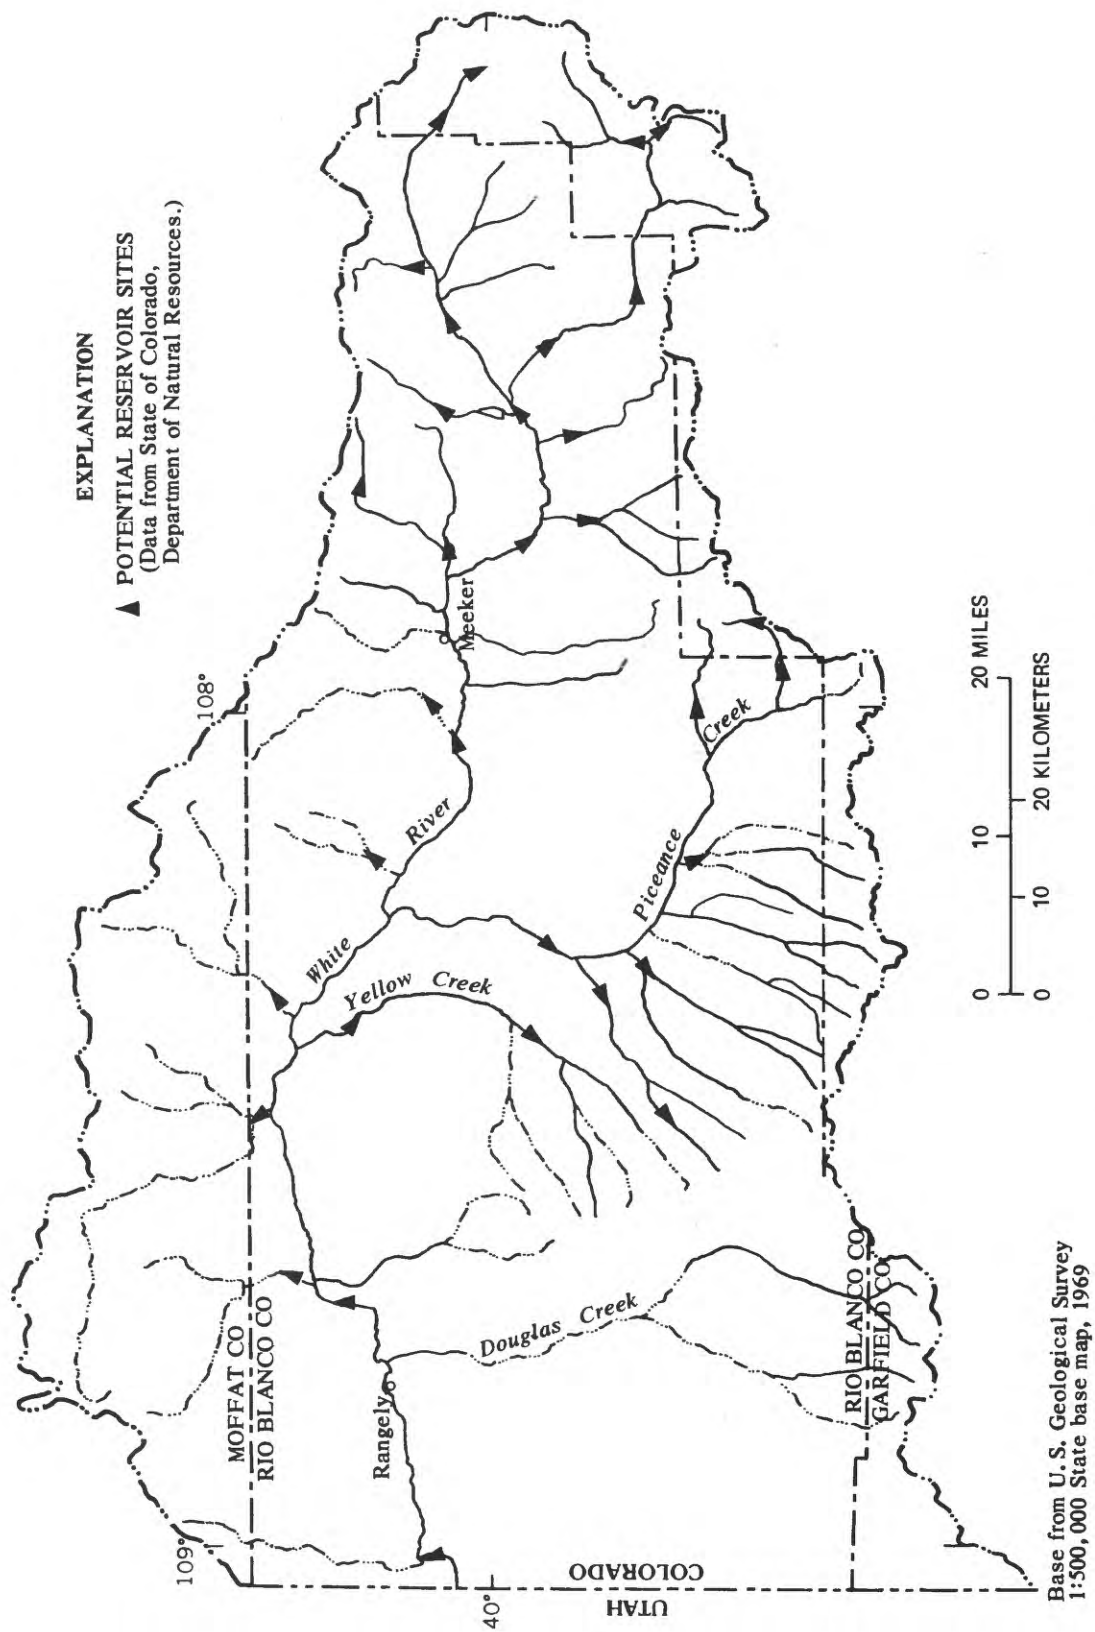 EXPLANATION
▲ POTENTIAL RESERVOIR SITES
(Data from State of Colorado,
Department of Natural Resources.)
108°
109°
40°
MOFFAT CO
RIO BLANCO CO
UTAH
COLORADO
Rangely
Douglas Creek
Yellow Creek
White River
Meeker
Piceance Creek
RIO BLANCO CO
GARFIELD CO
0 10 20 MILES
0 10 20 KILOMETERS
Base from U.S. Geological Survey
1:500,000 State base map, 1969